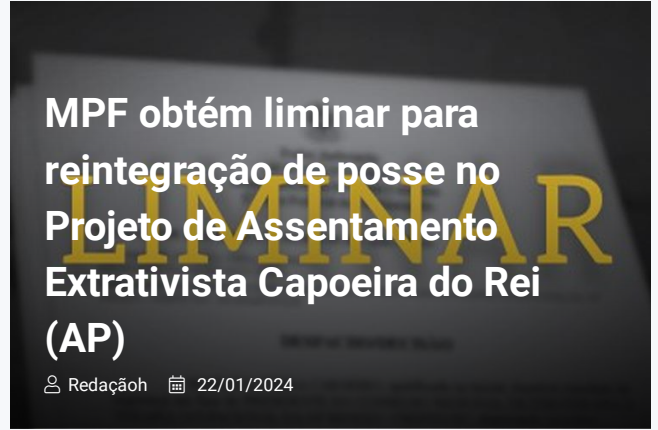 MPF obtém liminar para
reintegração de posse no
LIMINAR
Projeto de Assentamento
Extrativista Capoeira do Rei
(AP)
Redaçãoh 22/01/2024